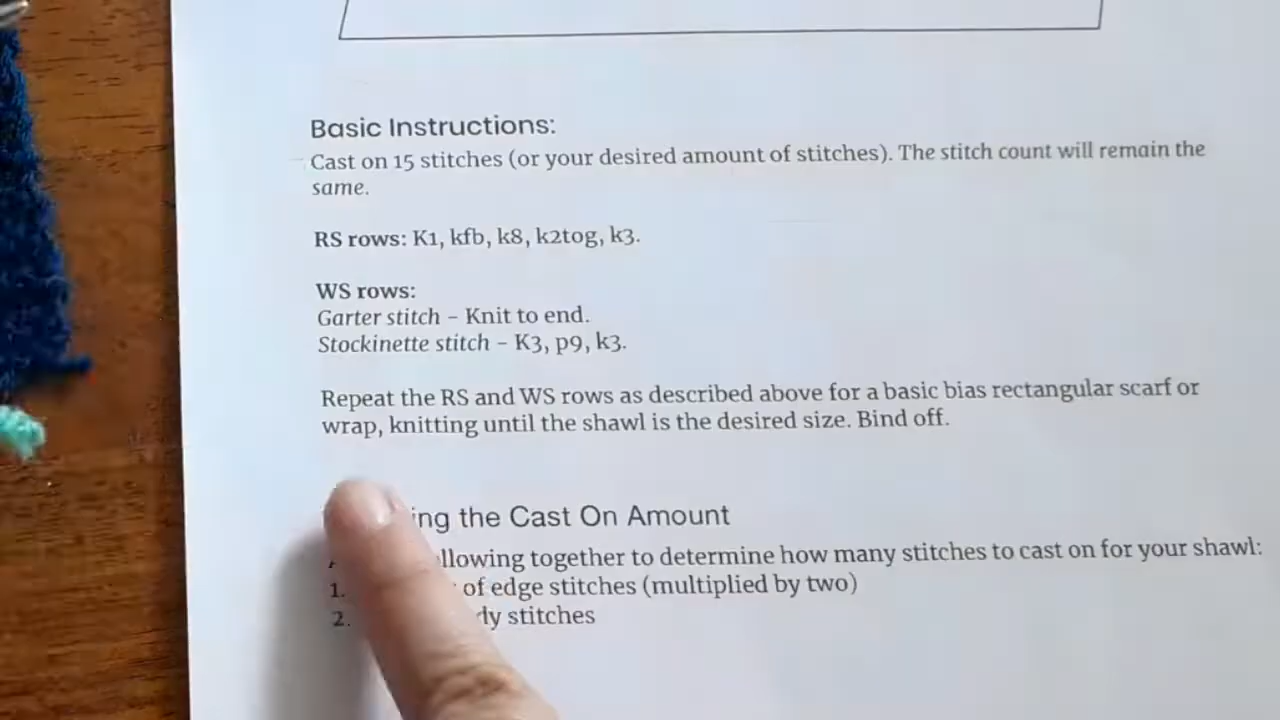 Basic Instructions:
Cast on 15 stitches (or your desired amount of stitches). The stitch count will remain the
same.
RS rows: K1, kfb, k8, k2tog, k3.
WS rows:
Garter stitch – Knit to end.
Stockinette stitch – K3, p9, k3.
Repeat the RS and WS rows as described above for a basic bias rectangular scarf or
wrap, knitting until the shawl is the desired size. Bind off.
the Cast On Amount
together to determine how many stitches to cast on for your shawl:
1. of edge stitches (multiplied by two)
2. stitches